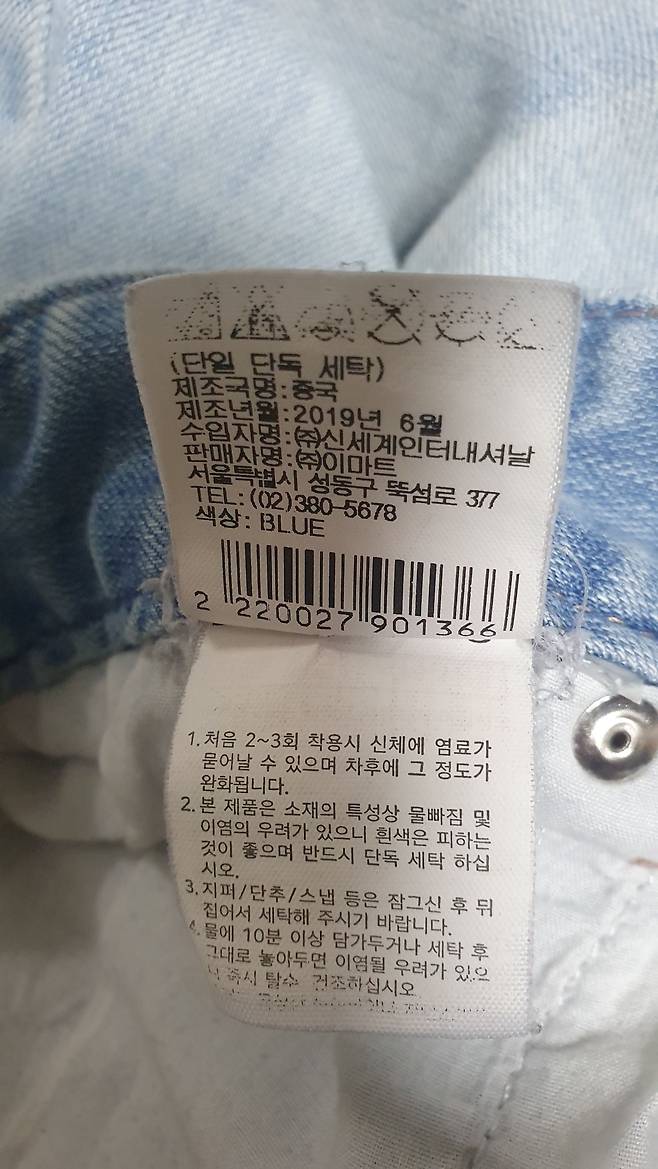 (단일 단독 세탁)
제조국명:중국
제조년월:2019년 6월
수입자명:㈜신세계인터내셔날
판매자명:㈜이마트
서울특별시 성동구 뚝섬로 377
TEL:(02)380-5678
색상:BLUE
2 220027 901366
1.처음 2~3회 착용시 신체에 염료가
묻어날 수 있으며 차후에 그 정도가
완화됩니다.
2.본 제품은 소재의 특성상 물빠짐 및
이염의 우려가 있으니 흰색은 피하는
것이 좋으며 반드시 단독 세탁 하십
시오.
3.지퍼/단추/스냅 등은 잠그신 후 뒤
집어서 세탁해 주시기 바랍니다.
4.물에 10분 이상 담가두거나 세탁 후
그대로 놓아두면 이염될 우려가 있으
니 즉시 탈수 건조하십시오